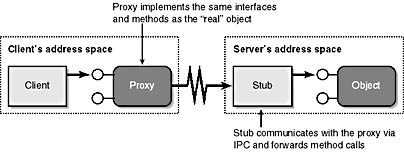 Proxy implements the same interfaces
and methods as the “real” object
Client's address space
Server's address space
Client
Proxy
Stub
Object
Stub communicates with the proxy via
IPC and forwards method calls